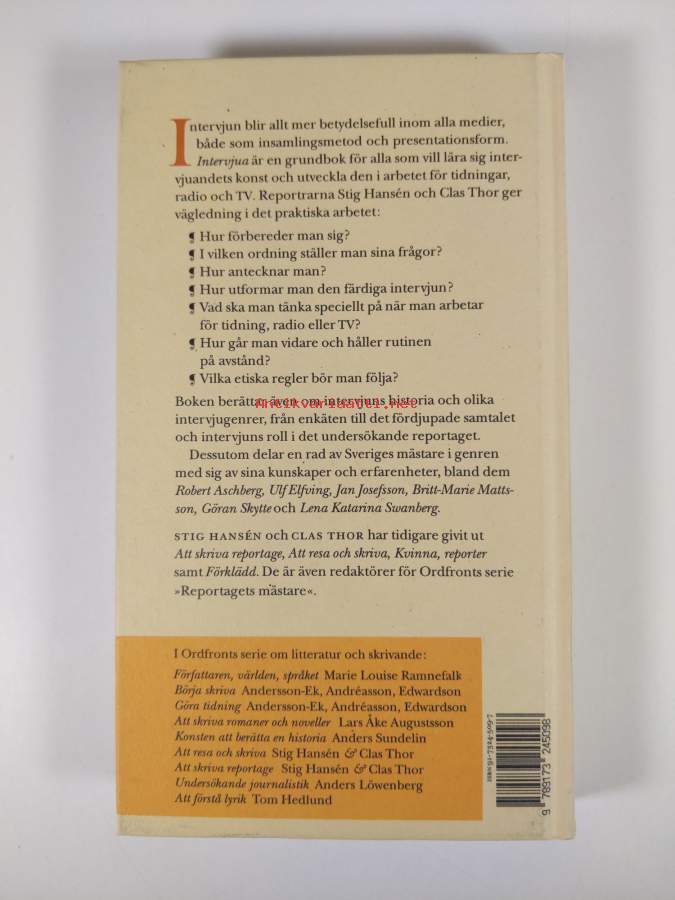 Intervjun blir allt mer betydelsefull inom alla medier,
både som insamlingsmetod och presentationsform.
Intervjua är en grundbok för alla som vill lära sig inter-
vjuandets konst och utveckla den i arbetet för tidningar,
radio och TV. Reportrarna Stig Hansén och Clas Thor ger
vägledning i det praktiska arbetet:
¶ Hur förbereder man sig?
¶ I vilken ordning ställer man sina frågor?
¶ Hur antecknar man?
¶ Hur utformar man den färdiga intervjun?
¶ Vad ska man tänka speciellt på när man arbetar
för tidning, radio eller TV?
¶ Hur går man vidare och håller rutinen
på avstånd?
¶ Vilka etiska regler bör man följa?
Boken berättar även om intervjuns historia och olika
Antikvariaatti.net
intervjugenrer, från enkäten till det fördjupade samtalet
och intervjuns roll i det undersökande reportaget.
Dessutom delar en rad av Sveriges mästare i genren
med sig av sina kunskaper och erfarenheter, bland dem
Robert Aschberg, Ulf Elfving, Jan Josefsson, Britt-Marie Matts-
son, Göran Skytte och Lena Katarina Swanberg.
STIG HANSÉN och CLAS THOR har tidigare givit ut
Att skriva reportage, Att resa och skriva, Kvinna, reporter
samt Förklädd. De är även redaktörer för Ordfronts serie
»Reportagets mästare«.
I Ordfronts serie om litteratur och skrivande:
Författaren, världen, språket Marie Louise Ramnefalk
Börja skriva Andersson-Ek, Andréasson, Edwardson
Göra tidning Andersson-Ek, Andréasson, Edwardson
Att skriva romaner och noveller Lars Åke Augustsson
Konsten att berätta en historia Anders Sundelin
Att resa och skriva Stig Hansén & Clas Thor
Att skriva reportage Stig Hansén & Clas Thor
Undersökande journalistik Anders Löwenberg
Att förstå lyrik Tom Hedlund
ISBN 91-7324-509-7
9 789173 245098